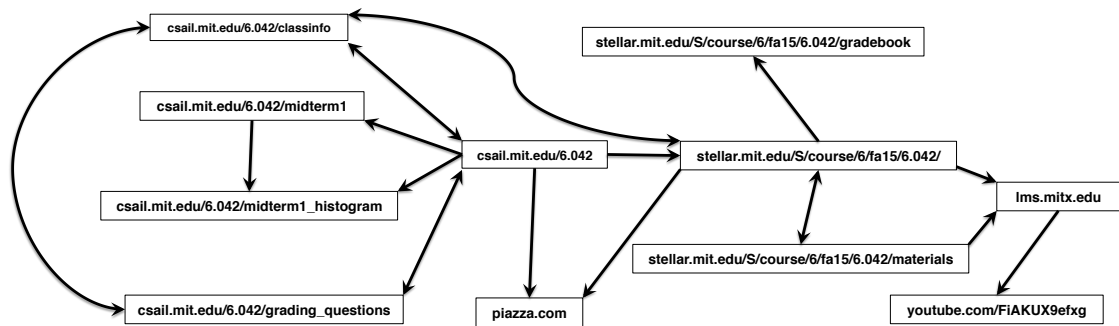 csail.mit.edu/6.042/classinfo
stellar.mit.edu/S/course/6/fa15/6.042/gradebook
csail.mit.edu/6.042/midterm1
csail.mit.edu/6.042
stellar.mit.edu/S/course/6/fa15/6.042/
csail.mit.edu/6.042/midterm1_histogram
lms.mitx.edu
stellar.mit.edu/S/course/6/fa15/6.042/materials
csail.mit.edu/6.042/grading_questions
piazza.com
youtube.com/FiAKUX9efxg